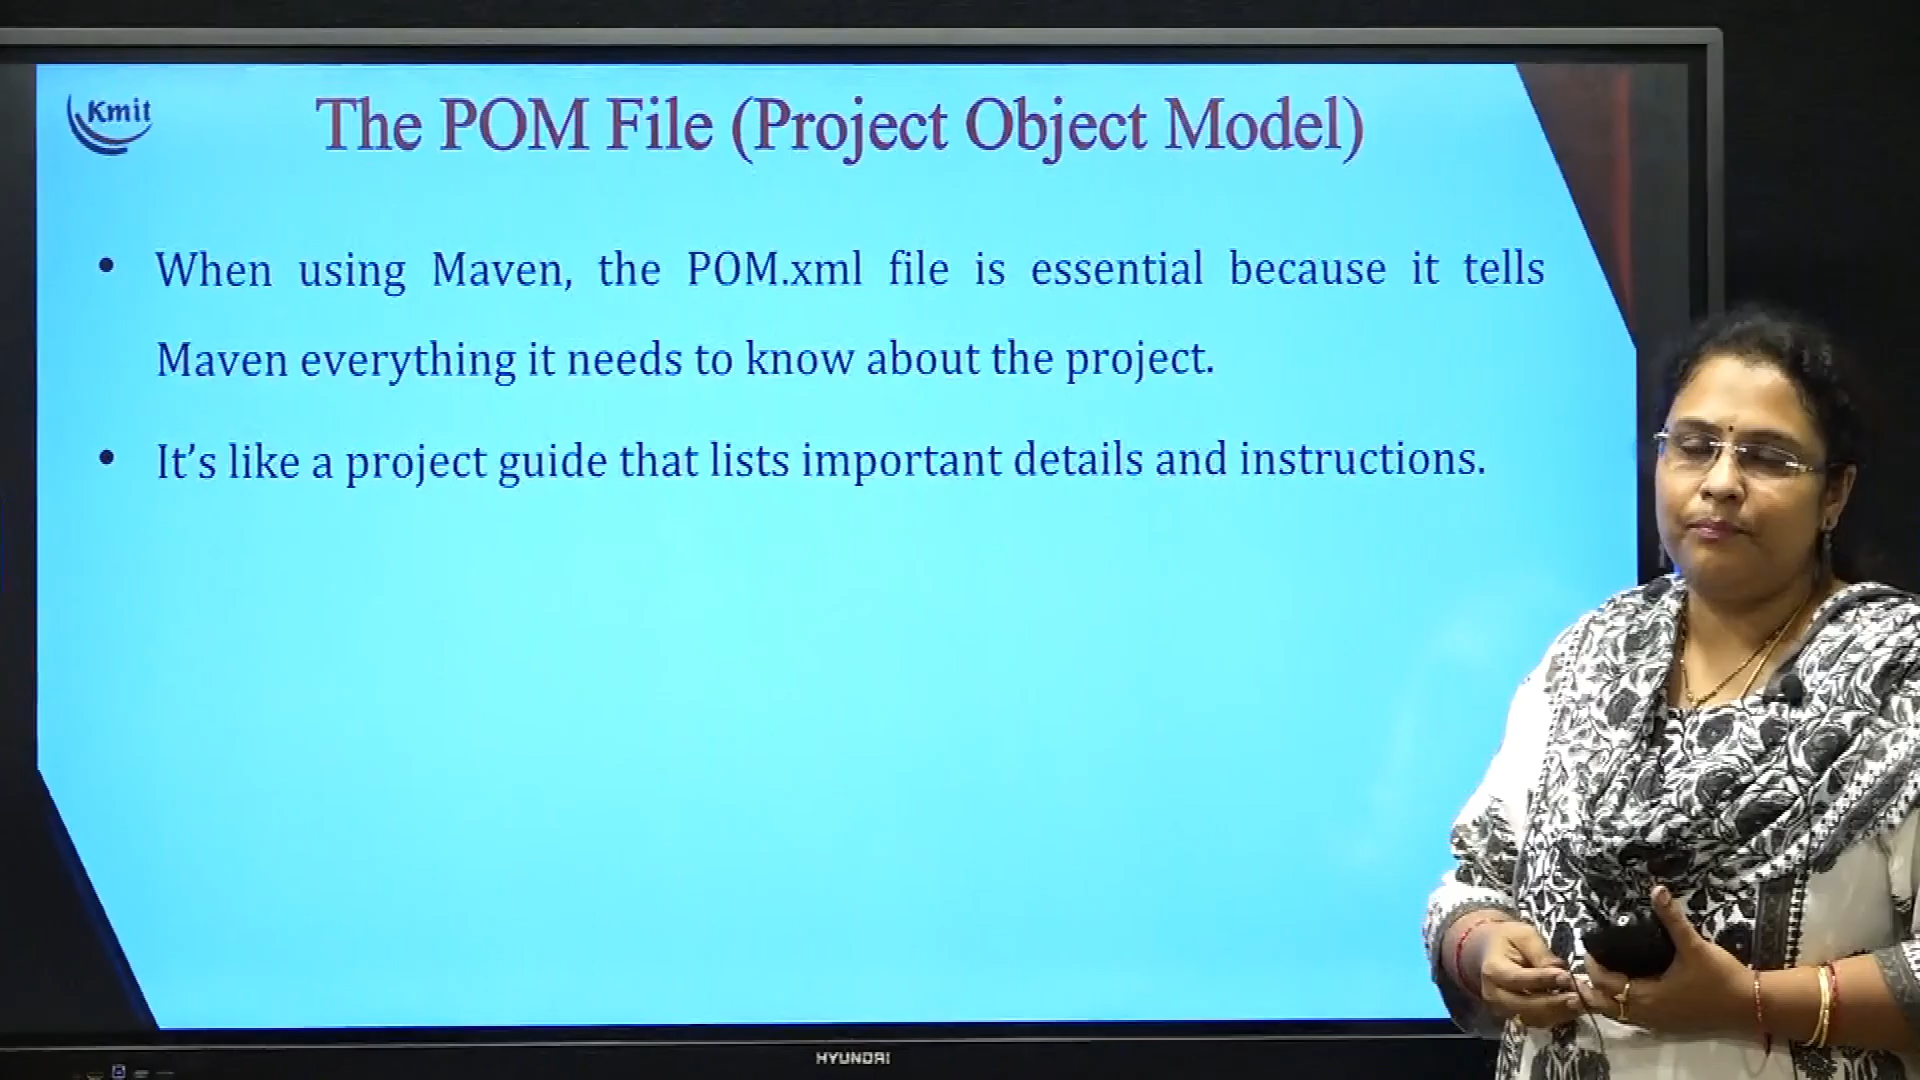 Kmit
The POM File (Project Object Model)
• When using Maven, the POM.xml file is essential because it tells
Maven everything it needs to know about the project.
• It’s like a project guide that lists important details and instructions.
HYUNDAI